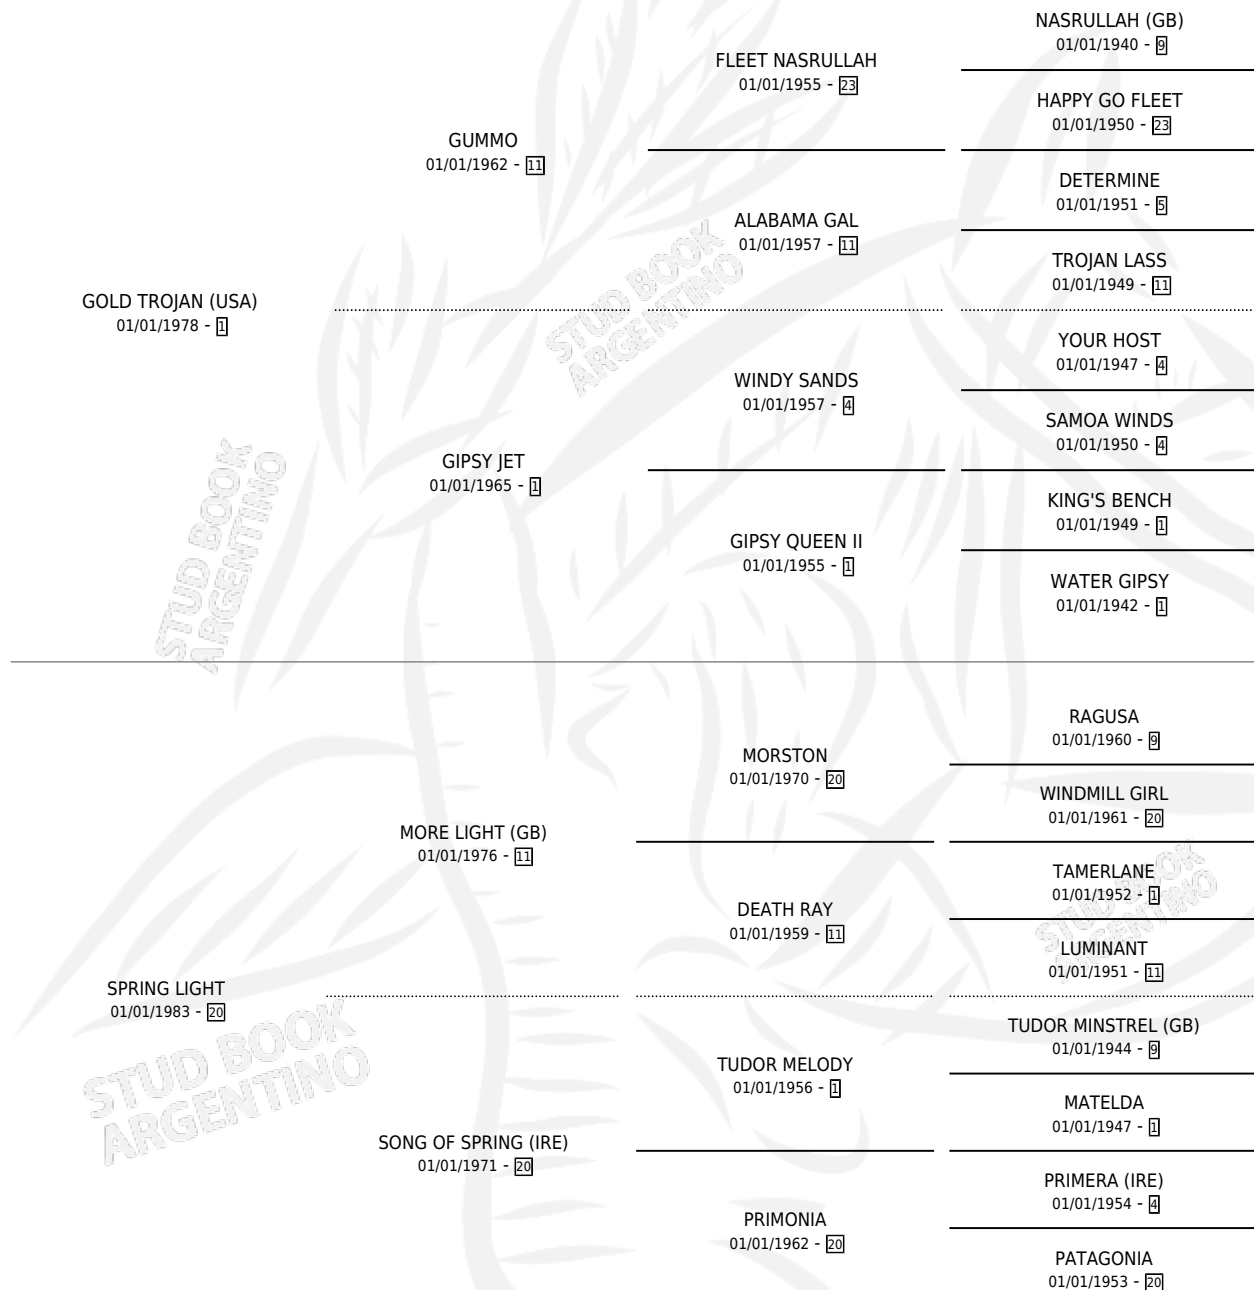 NASRULLAH (GB)
01/01/1940 - 9
FLEET NASRULLAH
01/01/1955 - 23
HAPPY GO FLEET
01/01/1950 - 23
GUMMO
01/01/1962 - 11
DETERMINE
01/01/1951 - 5
ALABAMA GAL
01/01/1957 - 11
TROJAN LASS
01/01/1949 - 11
GOLD TROJAN (USA)
01/01/1978 - 1
YOUR HOST
01/01/1947 - 4
WINDY SANDS
01/01/1957 - 4
SAMOA WINDS
01/01/1950 - 4
GIPSY JET
01/01/1965 - 1
KING'S BENCH
01/01/1949 - 1
GIPSY QUEEN II
01/01/1955 - 1
WATER GIPSY
01/01/1942 - 1
RAGUSA
01/01/1960 - 9
MORSTON
01/01/1970 - 20
WINDMILL GIRL
01/01/1961 - 20
MORE LIGHT (GB)
01/01/1976 - 11
TAMERLANE
01/01/1952 - 1
DEATH RAY
01/01/1959 - 11
LUMINANT
01/01/1951 - 11
SPRING LIGHT
01/01/1983 - 20
TUDOR MINSTREL (GB)
01/01/1944 - 9
TUDOR MELODY
01/01/1956 - 1
MATELDA
01/01/1947 - 1
SONG OF SPRING (IRE)
01/01/1971 - 20
PRIMERA (IRE)
01/01/1954 - 4
PRIMONIA
01/01/1962 - 20
PATAGONIA
01/01/1953 - 20
STUD BOOK
ARGENTINO
STUD BOOK
ARGENTINO
STUD BOOK
ARGENTINO
STUD BOOK
ARGENTINO